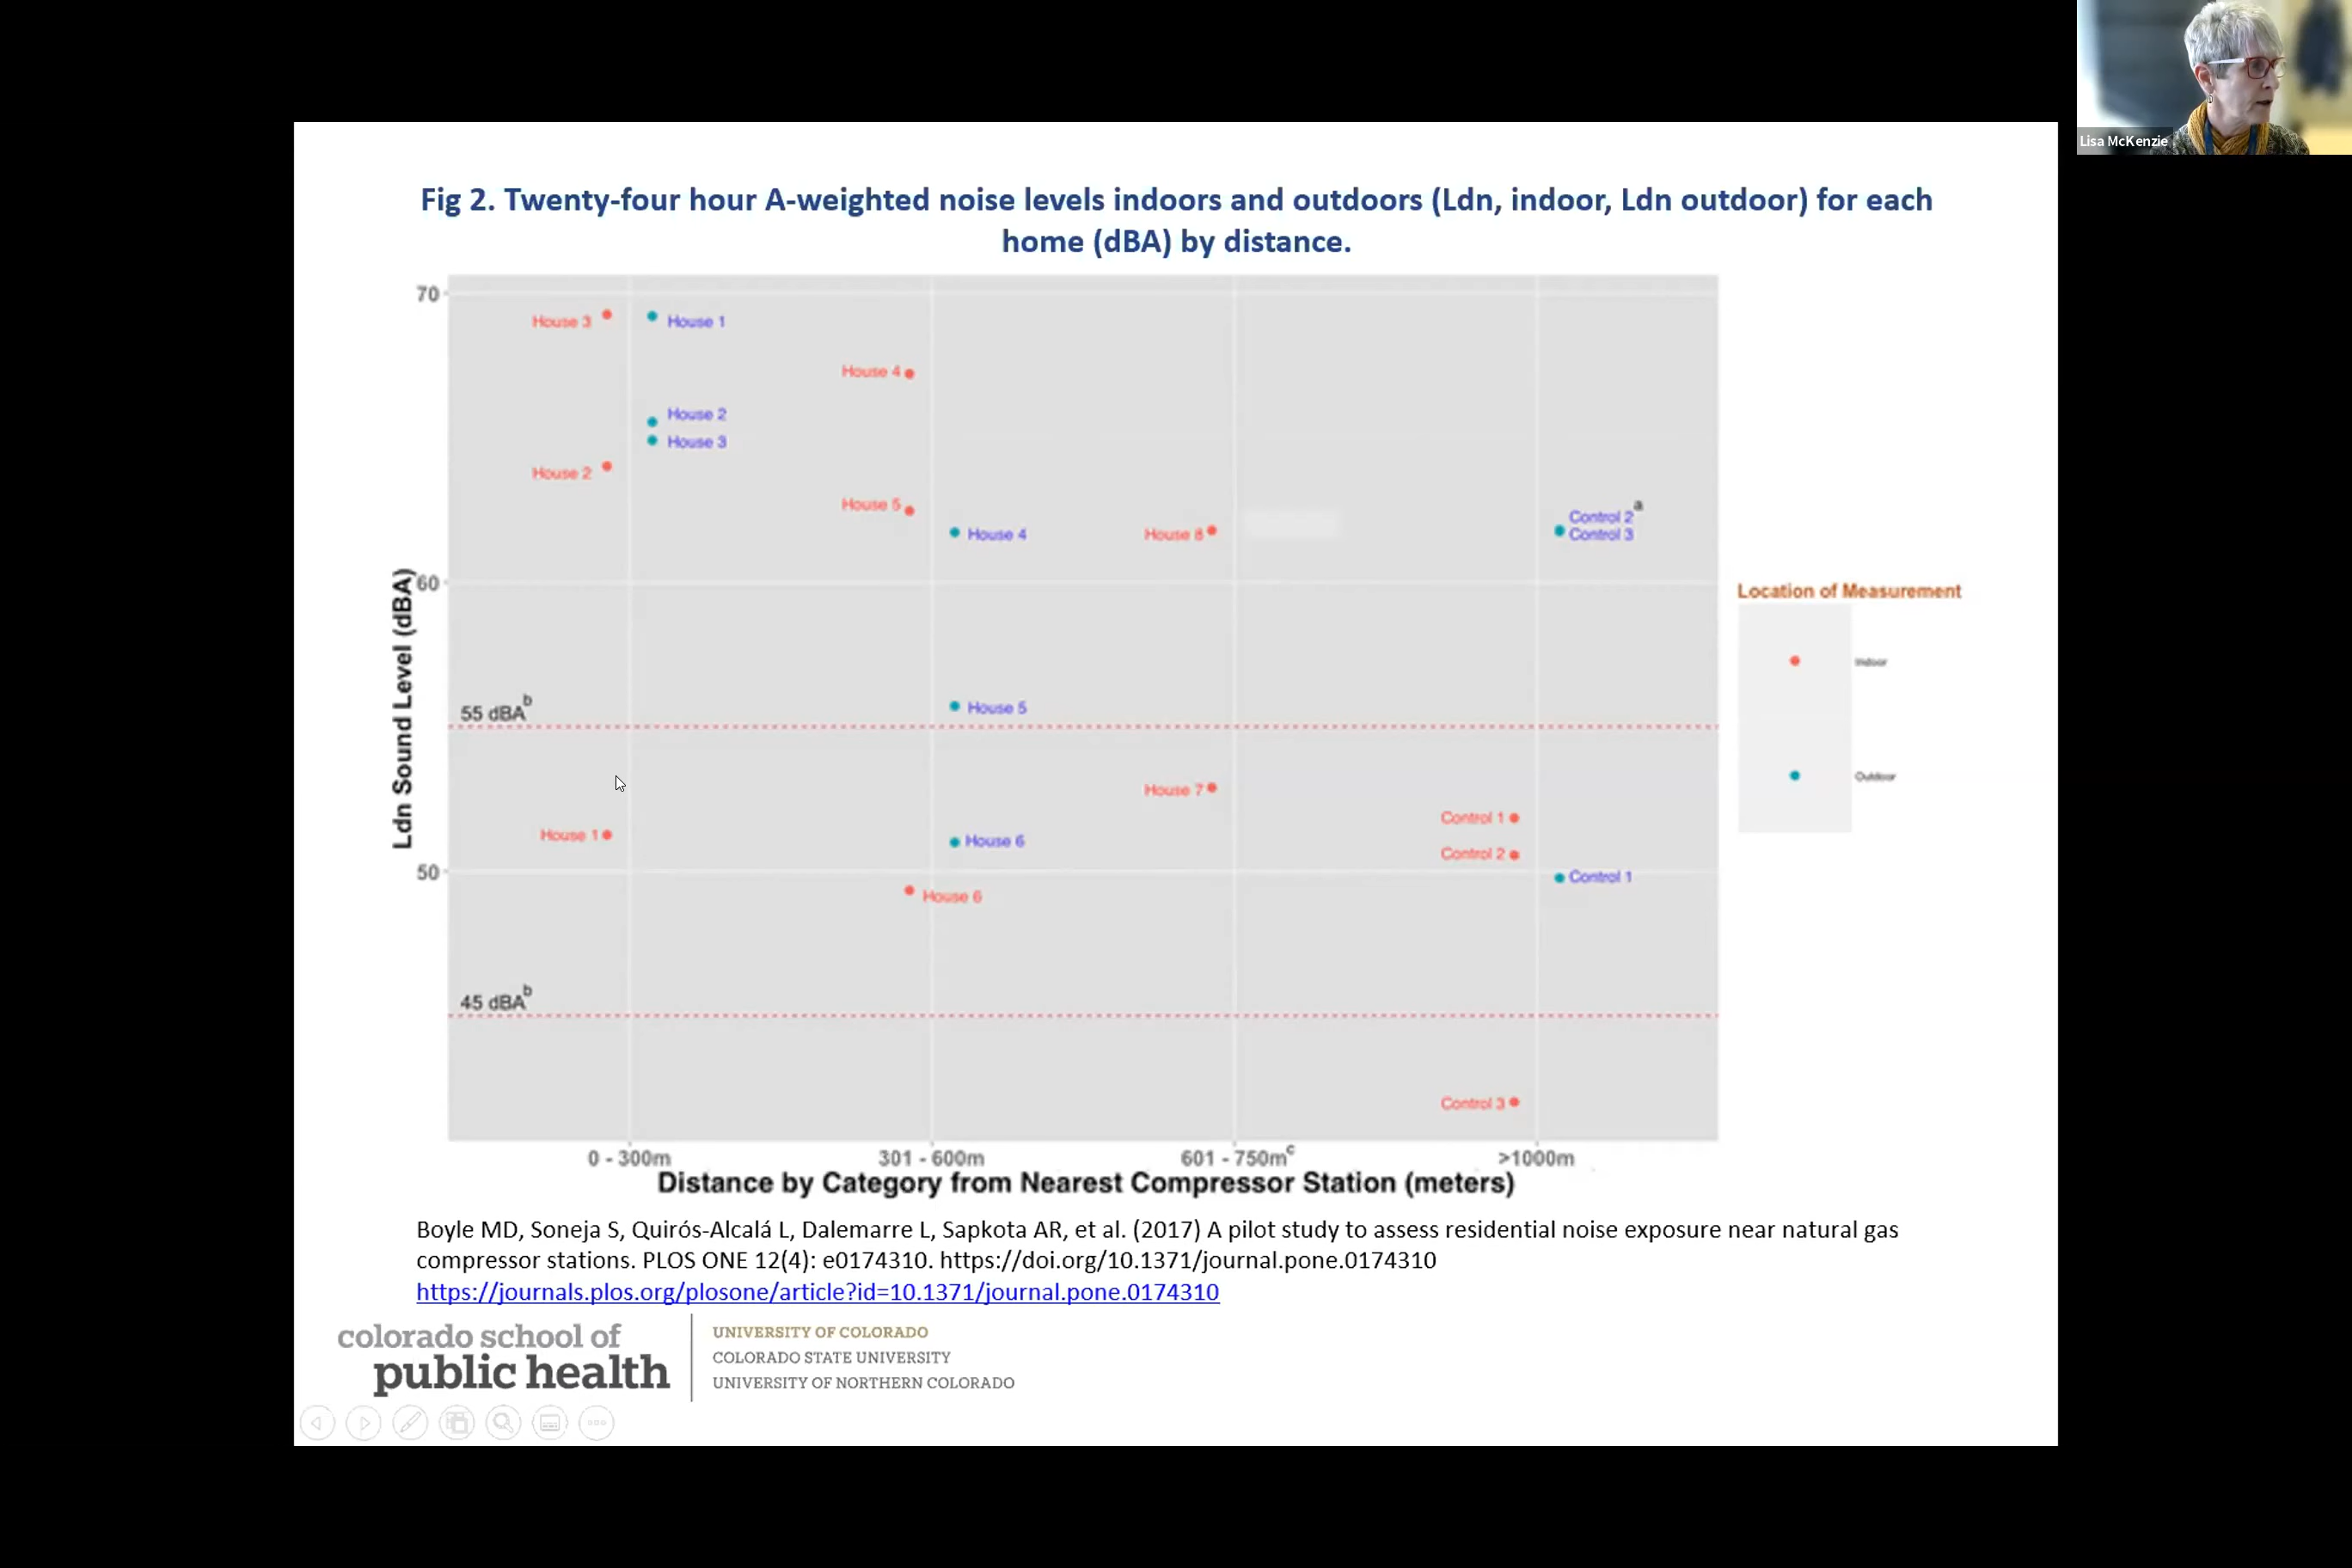 Lisa McKenzie
Fig 2. Twenty-four hour A-weighted noise levels indoors and outdoors (Ldn, indoor, Ldn outdoor) for each
home (dBA) by distance.
70
House 3
House 1
House 4
House 2
House 3
House 2
House 5
House 4
House 8
Control 2 a
Control 3
60
Ldn Sound Level (dBA)
Location of Measurement
Indoor
Outdoor
55 dBA b
House 5
House 7
Control 1
House 1
House 6
Control 2
50
Control 1
House 6
45 dBA b
Control 3
0 - 300m
301 - 600m
601 - 750m c
>1000m
Distance by Category from Nearest Compressor Station (meters)
Boyle MD, Soneja S, Quirós-Alcalá L, Dalemarre L, Sapkota AR, et al. (2017) A pilot study to assess residential noise exposure near natural gas
compressor stations. PLOS ONE 12(4): e0174310. https://doi.org/10.1371/journal.pone.0174310
https://journals.plos.org/plosone/article?id=10.1371/journal.pone.0174310
colorado school of
public health
UNIVERSITY OF COLORADO
COLORADO STATE UNIVERSITY
UNIVERSITY OF NORTHERN COLORADO